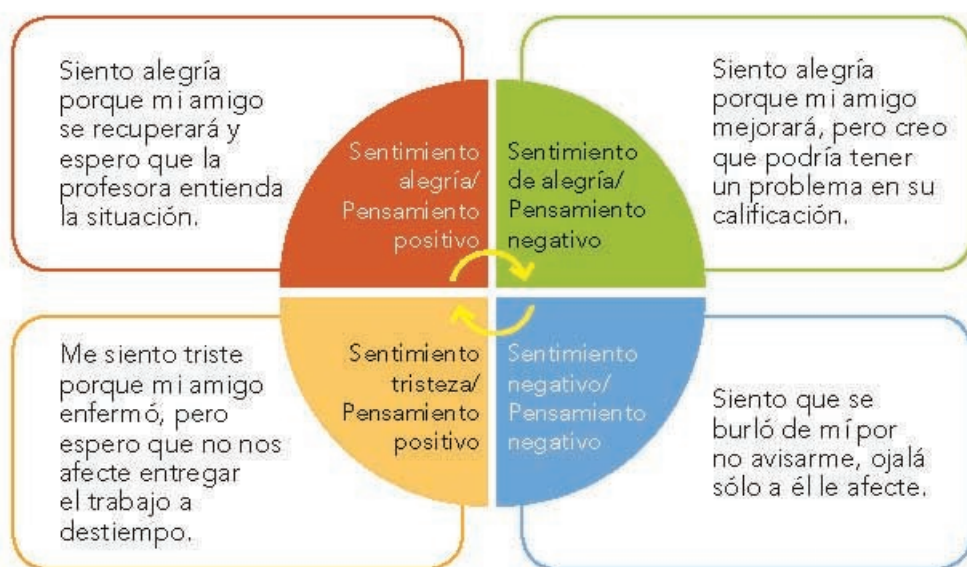 Siento alegría
porque mi amigo
se recuperará y
espero que la
profesora entienda
la situación.
Sentimiento
alegría/
Pensamiento
positivo
Sentimiento
de alegría/
Pensamiento
negativo
Siento alegría
porque mi amigo
mejorará, pero creo
que podría tener
un problema en su
calificación.
Me siento triste
porque mi amigo
enfermó, pero
espero que no nos
afecte entregar
el trabajo a
destiempo.
Sentimiento
tristeza/
Pensamiento
positivo
Sentimiento
negativo/
Pensamiento
negativo
Siento que se
burló de mí por
no avisarme, ojalá
sólo a él le afecte.